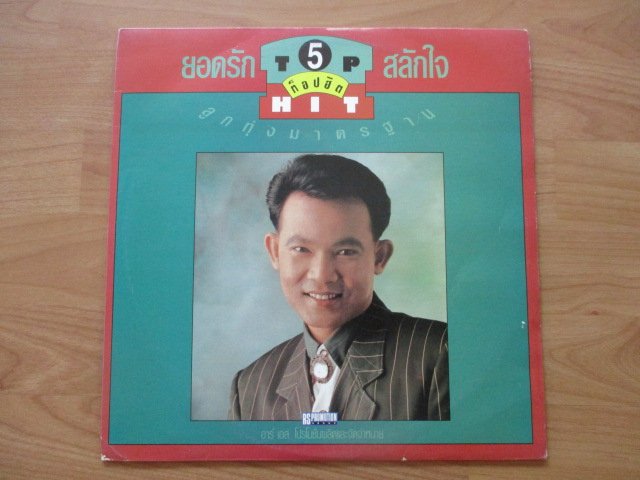 ยอดรัก TOP 5 สลักใจ
ท็อปฮิต
HIT
ลูกทุ่งมาตรฐาน
RS PROMOTION
อาร์ เอส. โปรโมชั่นผลิตและจัดจำหน่าย